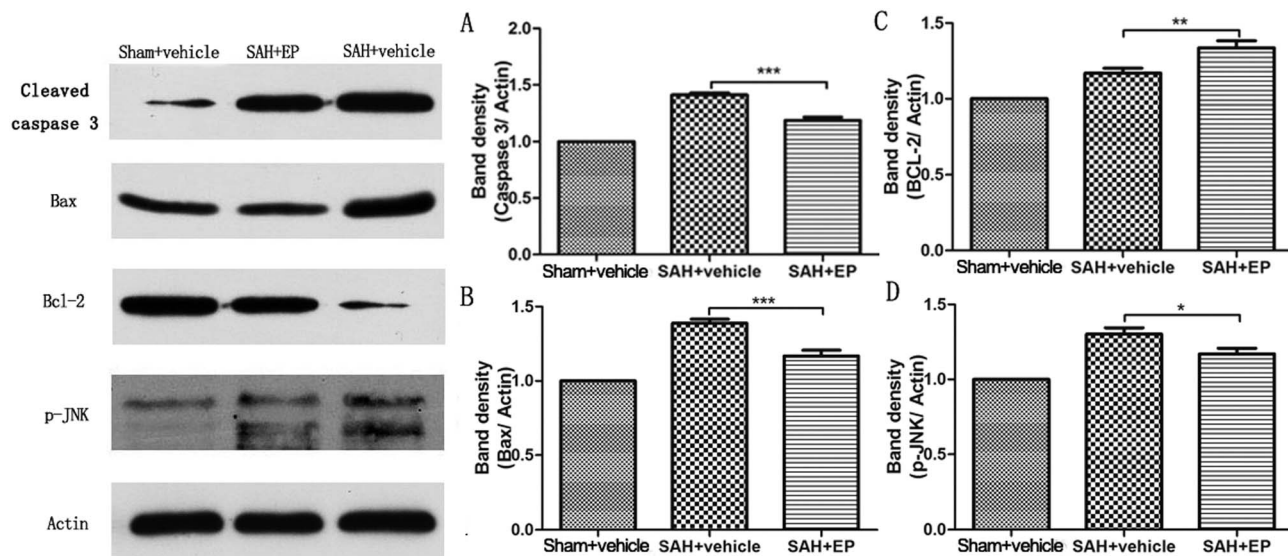 Sham+vehicle SAH+EP SAH+vehicle
Cleaved
caspase 3
Bax
Bcl-2
p-JNK
Actin
A
Band density
(Caspase 3/ Actin)
2.0
1.5
1.0
0.5
0.0
***
Sham+vehicle SAH+vehicle SAH+EP
B
Band density
(Bax/ Actin)
1.5
1.0
0.5
0.0
***
Sham+vehicle SAH+vehicle SAH+EP
C
Band density
(BCL-2/ Actin)
1.5
1.0
0.5
0.0
**
Sham+vehicle SAH+vehicle SAH+EP
D
Band density
(p-JNK/ Actin)
1.5
1.0
0.5
0.0
*
Sham+vehicle SAH+vehicle SAH+EP